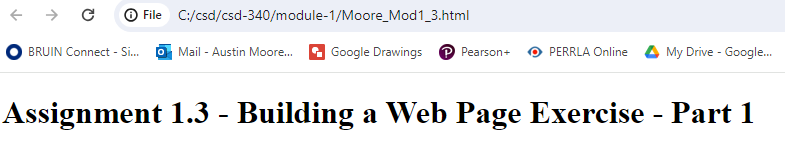 File C:/csd/csd-340/module-1/Moore_Mod1_3.html
BRUIN Connect - Si... Mail - Austin Moore... Google Drawings Pearson+ PERRLA Online My Drive - Google...
Assignment 1.3 - Building a Web Page Exercise - Part 1